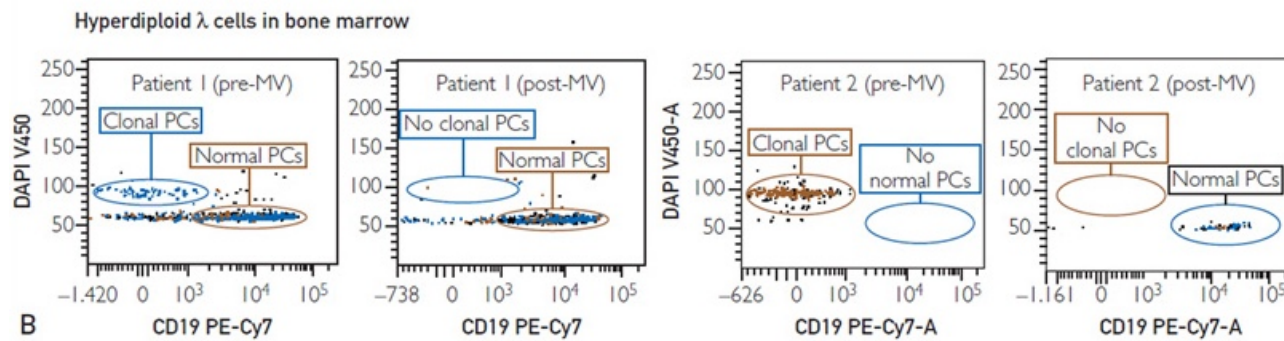 Hyperdiploid λ cells in bone marrow
DAPI V450
250
200
150
100
50
Patient 1 (pre-MV)
Clonal PCs
Normal PCs
−1.420 0 10³ 10⁴ 10⁵
CD19 PE-Cy7
250
200
150
100
50
Patient 1 (post-MV)
No clonal PCs
Normal PCs
−738 0 10³ 10⁴ 10⁵
CD19 PE-Cy7
DAPI V450-A
250
200
150
100
50
Patient 2 (pre-MV)
Clonal PCs
No
normal PCs
−626 0 10³ 10⁴ 10⁵
CD19 PE-Cy7-A
250
200
150
100
50
Patient 2 (post-MV)
No
clonal PCs
Normal PCs
−1.161 0 10³ 10⁴ 10⁵
CD19 PE-Cy7-A
B